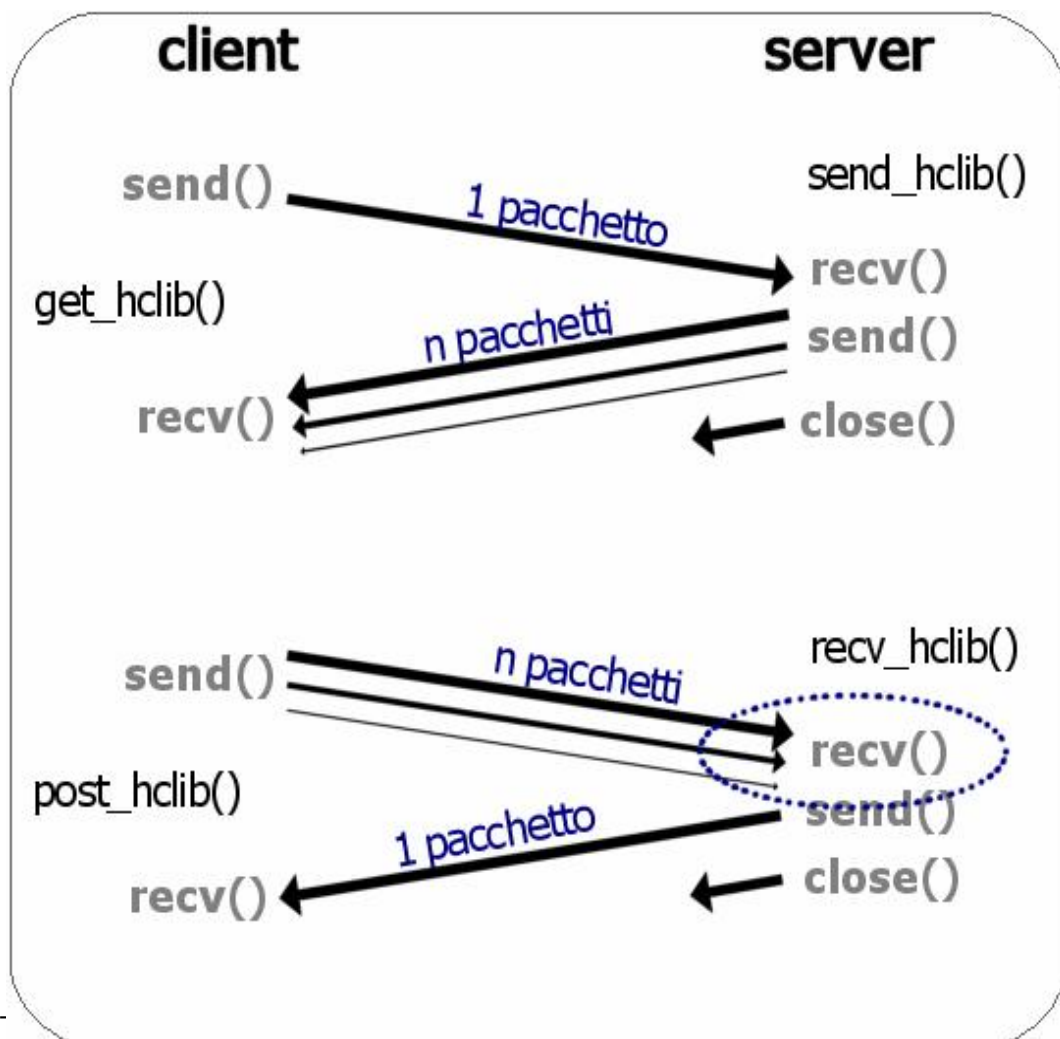 client
server
send()
1 pacchetto
send_hclib()
recv()
get_hclib()
n pacchetti
send()
recv()
close()
send()
n pacchetti
recv_hclib()
recv()
post_hclib()
1 pacchetto
send()
recv()
close()